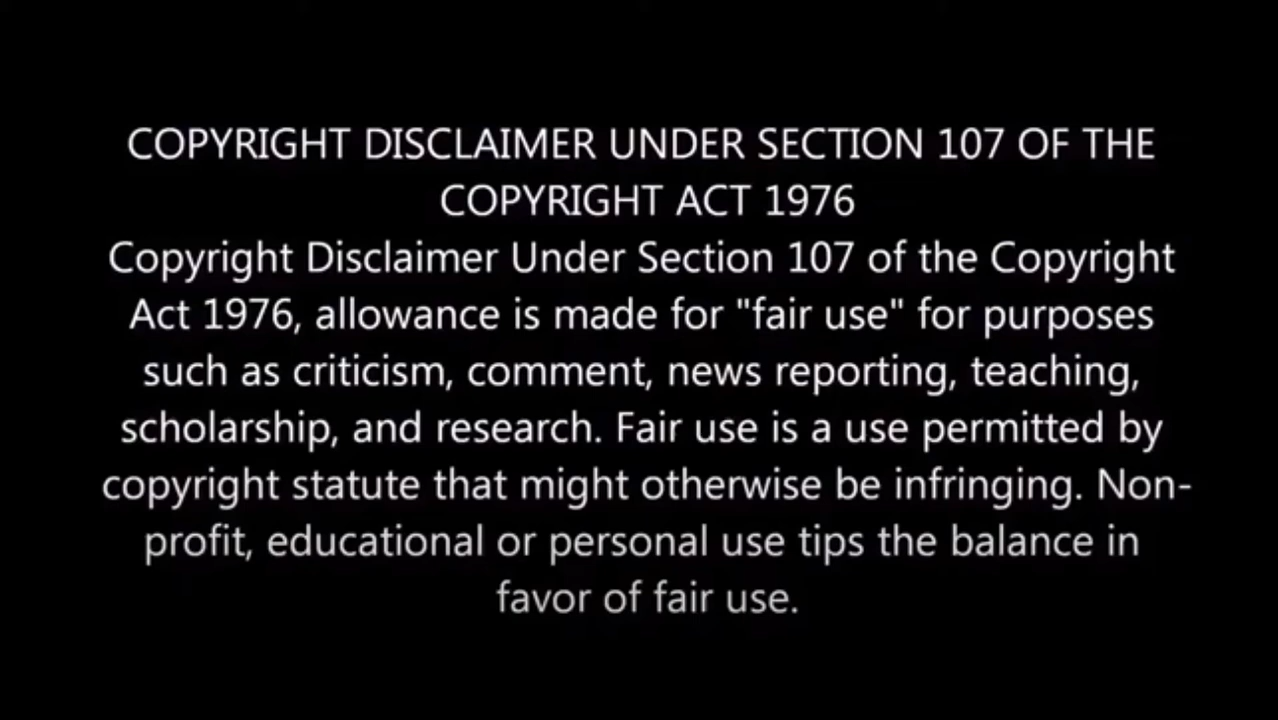 COPYRIGHT DISCLAIMER UNDER SECTION 107 OF THE
COPYRIGHT ACT 1976
Copyright Disclaimer Under Section 107 of the Copyright
Act 1976, allowance is made for "fair use" for purposes
such as criticism, comment, news reporting, teaching,
scholarship, and research. Fair use is a use permitted by
copyright statute that might otherwise be infringing. Non-
profit, educational or personal use tips the balance in
favor of fair use.